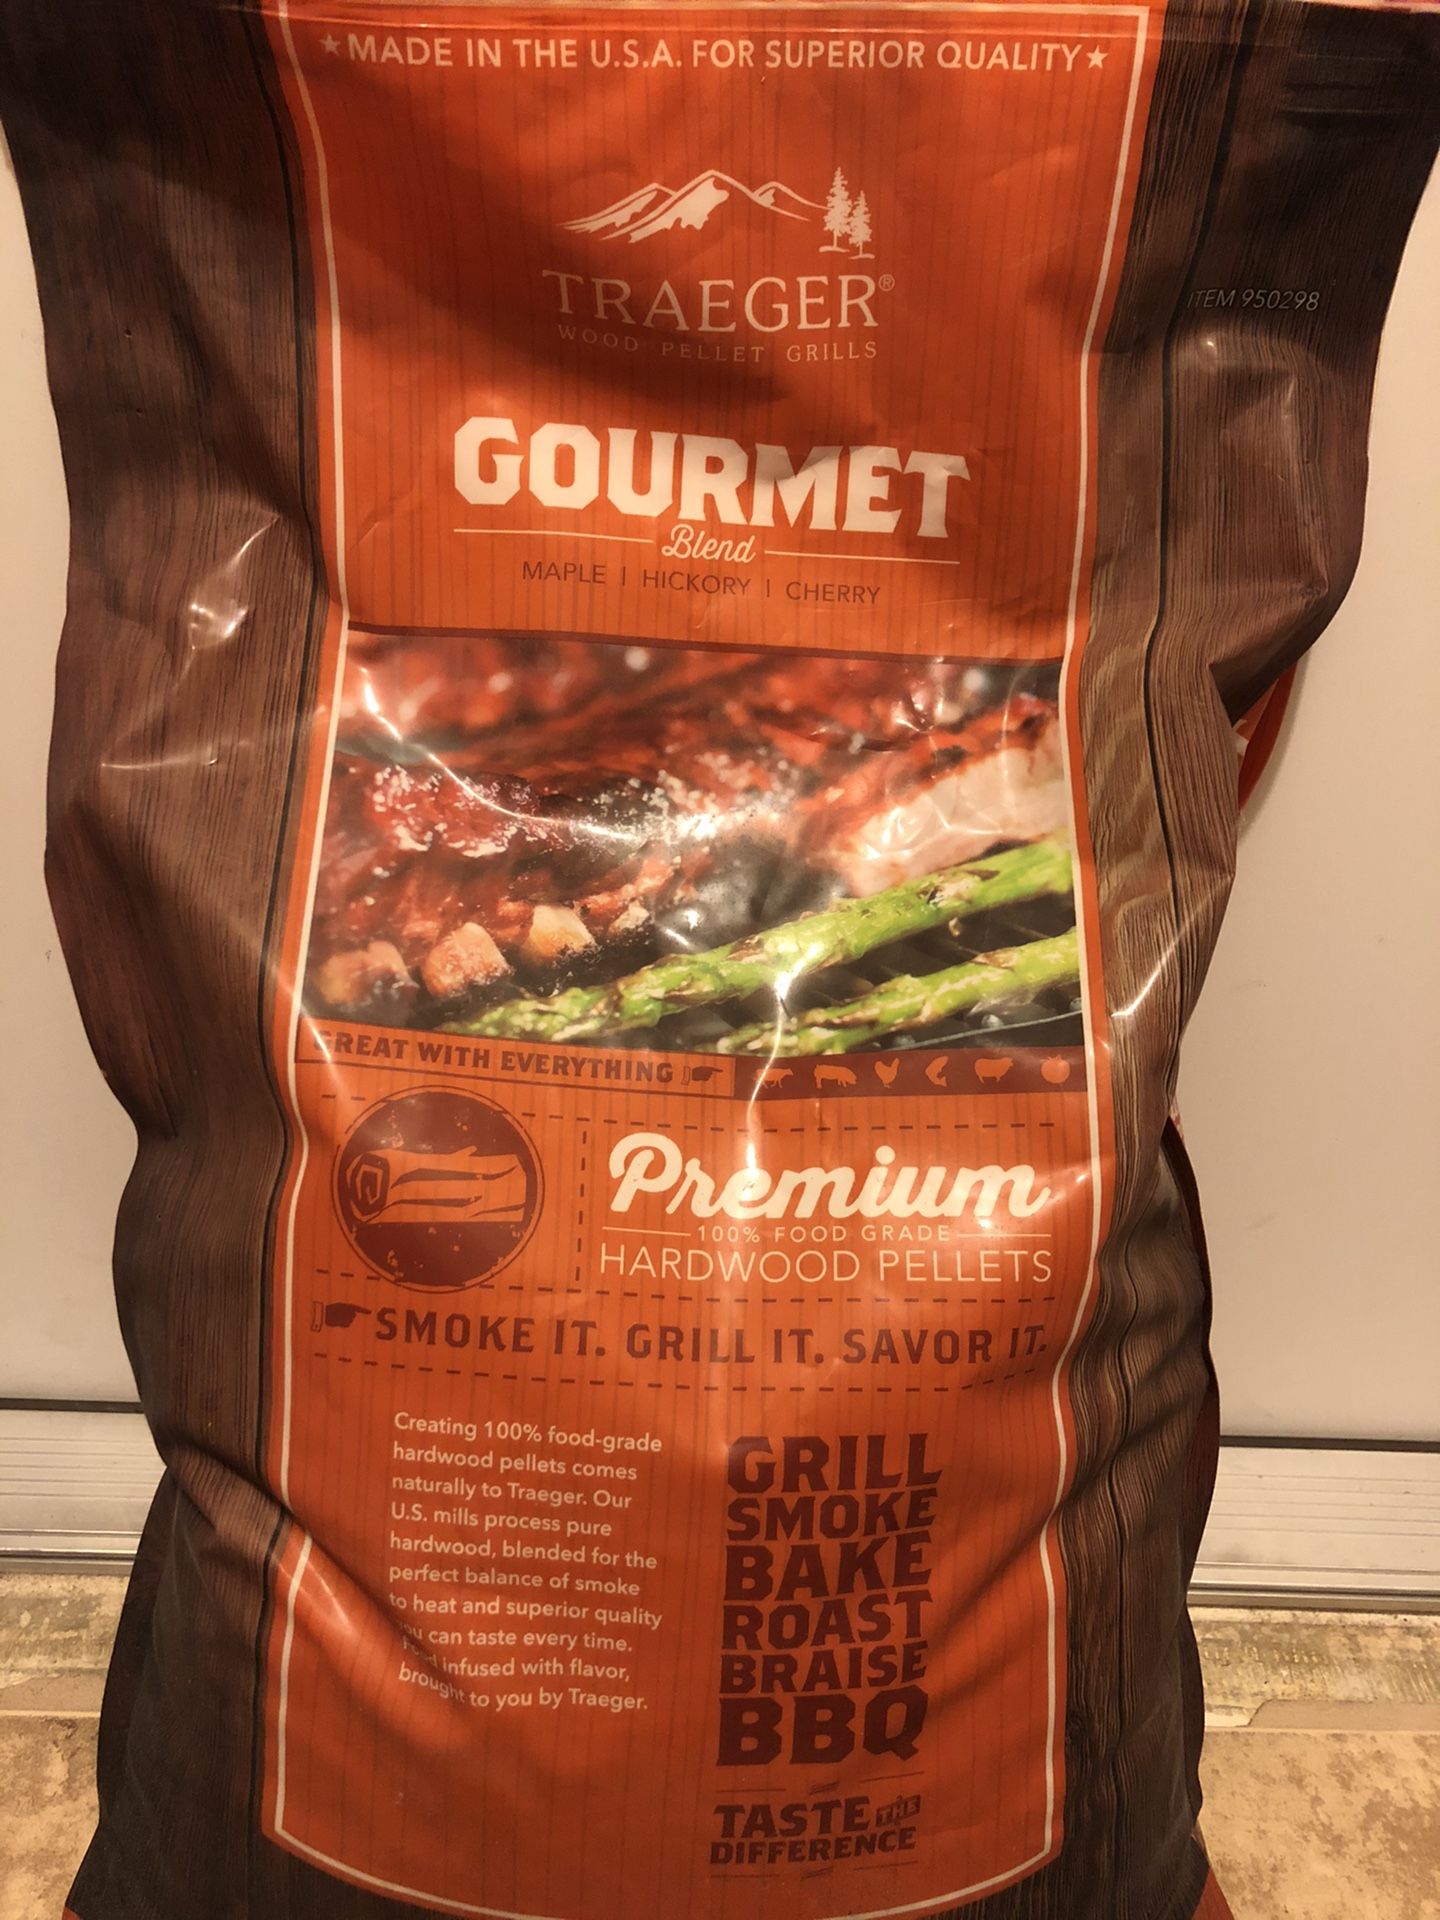 ★MADE IN THE U.S.A. FOR SUPERIOR QUALITY★
TRAEGER®
WOOD PELLET GRILLS
ITEM 950298
GOURMET
Blend
MAPLE | HICKORY | CHERRY
GREAT WITH EVERYTHING
Premium
100% FOOD GRADE
HARDWOOD PELLETS
SMOKE IT. GRILL IT. SAVOR IT.
Creating 100% food-grade
hardwood pellets comes
naturally to Traeger. Our
U.S. mills process pure
hardwood, blended for the
perfect balance of smoke
to heat and superior quality
you can taste every time.
Food infused with flavor,
brought to you by Traeger.
GRILL
SMOKE
BAKE
ROAST
BRAISE
BBQ
TASTE THE
DIFFERENCE